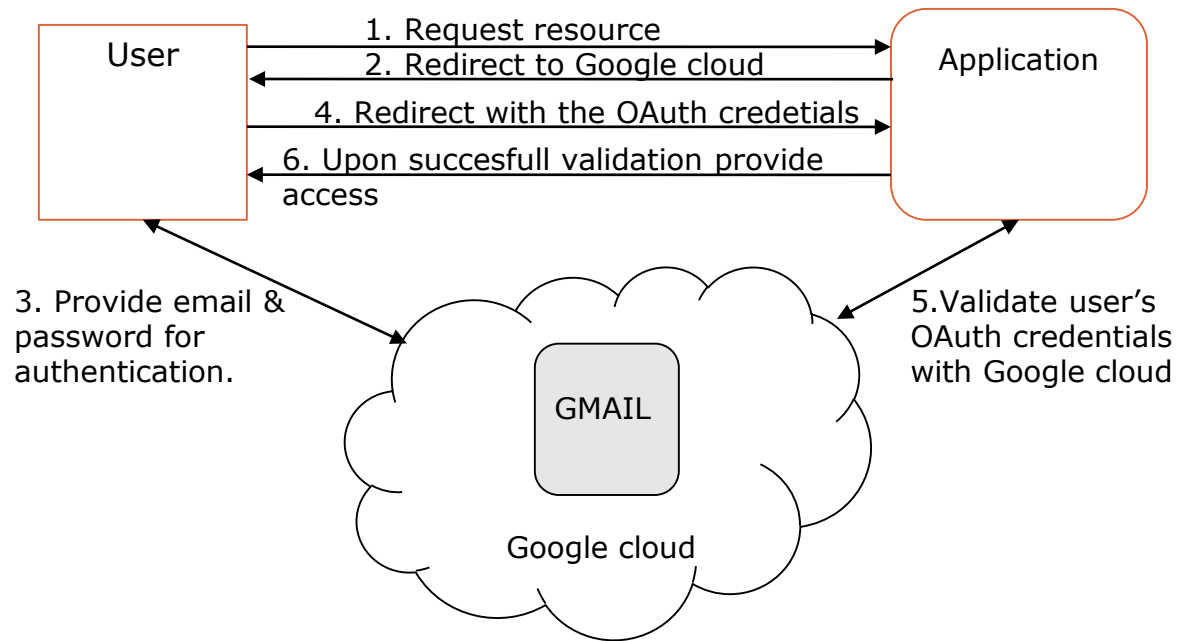 User
1. Request resource
Application
2. Redirect to Google cloud
4. Redirect with the OAuth credetials
6. Upon succesfull validation provide
access
3. Provide email &
password for
authentication.
5.Validate user's
OAuth credentials
with Google cloud
GMAIL
Google cloud